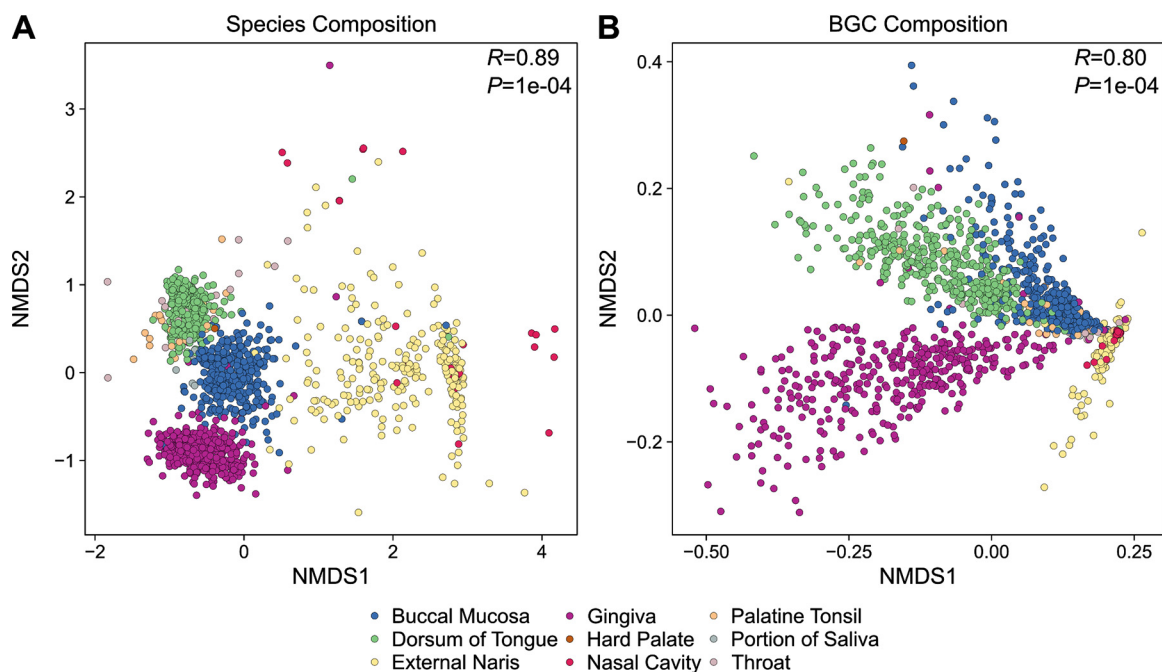 A
Species Composition
R=0.89
P=1e-04
NMDS2
3
2
1
0
−1
−2
0
2
4
NMDS1
B
BGC Composition
R=0.80
P=1e-04
NMDS2
0.4
0.2
0.0
−0.2
−0.50
−0.25
0.00
0.25
NMDS1
Buccal Mucosa
Gingiva
Palatine Tonsil
Dorsum of Tongue
Hard Palate
Portion of Saliva
External Naris
Nasal Cavity
Throat